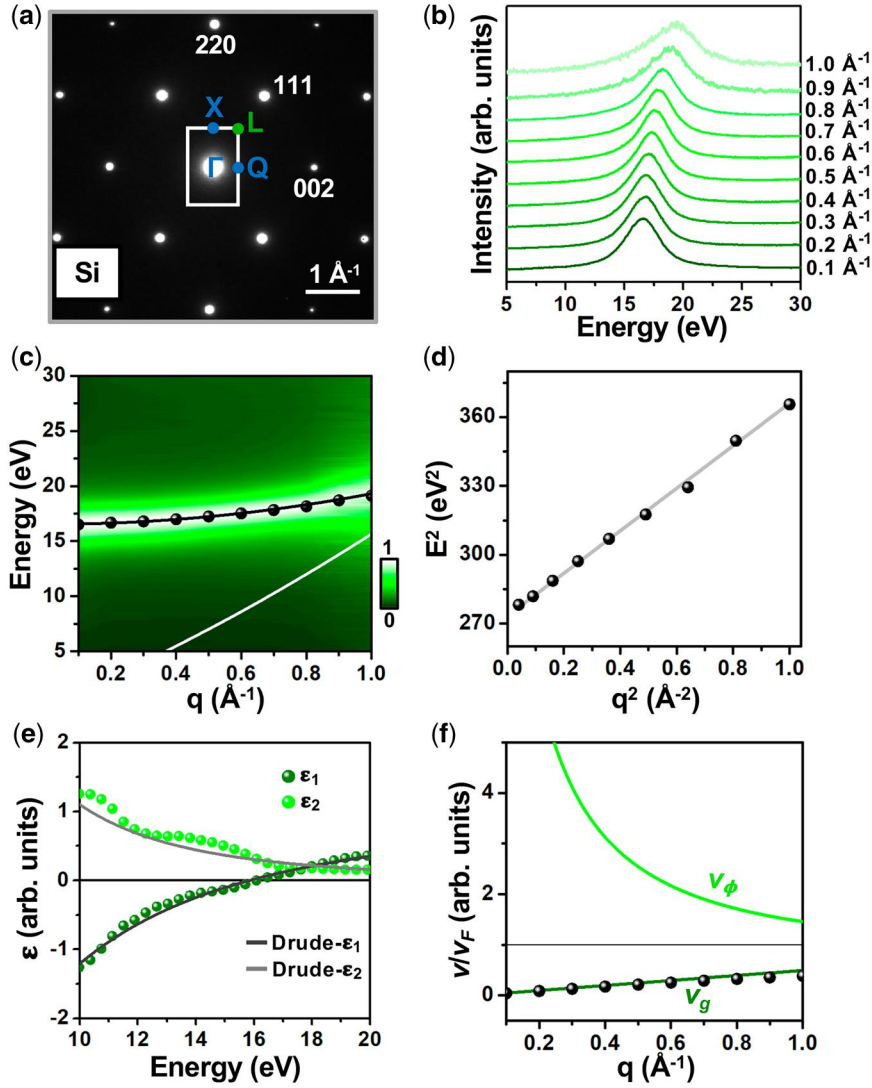 (a)
220
111
X
L
Γ
Q
002
Si
1 Å-1
(b)
Intensity (arb. units)
1.0 Å-1
0.9 Å-1
0.8 Å-1
0.7 Å-1
0.6 Å-1
0.5 Å-1
0.4 Å-1
0.3 Å-1
0.2 Å-1
0.1 Å-1
5 10 15 20 25 30
Energy (eV)
(c)
30
25
20
15
10
5
Energy (eV)
1
0
0.2 0.4 0.6 0.8 1.0
q (Å-1)
(d)
360
330
300
270
E2 (eV2)
0.0 0.2 0.4 0.6 0.8 1.0
q2 (Å-2)
(e)
2
1
0
-1
-2
ε (arb. units)
ε1
ε2
Drude-ε1
Drude-ε2
10 12 14 16 18 20
Energy (eV)
(f)
4
2
0
v/vF (arb. units)
vϕ
vg
0.2 0.4 0.6 0.8 1.0
q (Å-1)